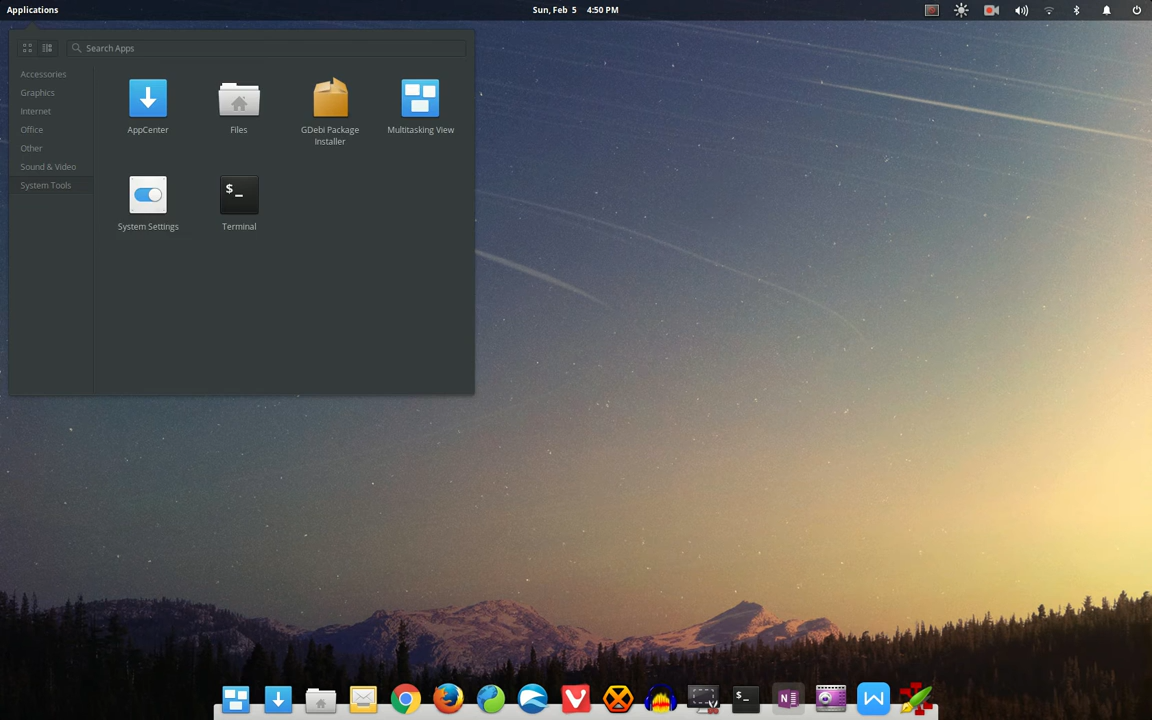 Applications
Sun, Feb 5 4:50 PM
Search Apps
Accessories
Graphics
Internet
Office
Other
Sound & Video
System Tools
AppCenter
Files
GDebi Package
Installer
Multitasking View
$_
System Settings
Terminal
$_
N
W